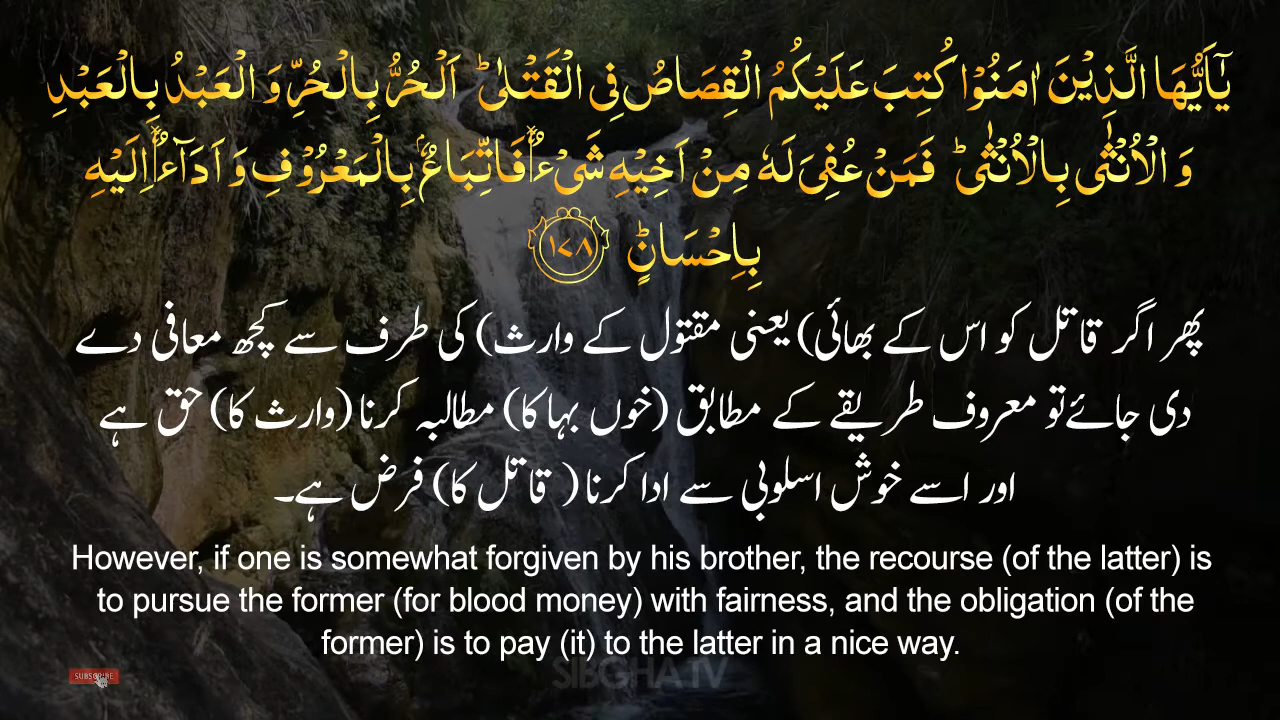 یٰۤاَیُّهَا الَّذِیْنَ اٰمَنُوْا كُتِبَ عَلَیْكُمُ الْقِصَاصُ فِی الْقَتْلٰیؕ اَلْحُرُّ بِالْحُرِّ وَ الْعَبْدُ بِالْعَبْدِ
وَ الْاُنْثٰى بِالْاُنْثٰىؕ فَمَنْ عُفِیَ لَهٗ مِنْ اَخِیْهِ شَیْءٌ فَاتِّبَاعٌۢ بِالْمَعْرُوْفِ وَ اَدَآءٌ اِلَیْهِ
بِاِحْسَانٍؕ ﴿۱۷۸﴾
پھر اگر قاتل کو اس کے بھائی) یعنی مقتول کے وارث) کی طرف سے کچھ معافی دے
دی جائے تو معروف طریقے کے مطابق (خوں بہا کا) مطالبہ کرنا (وارث کا) حق ہے
اور اسے خوش اسلوبی سے ادا کرنا ( قاتل کا) فرض ہے۔
However, if one is somewhat forgiven by his brother, the recourse (of the latter) is
to pursue the former (for blood money) with fairness, and the obligation (of the
former) is to pay (it) to the latter in a nice way.
SUBSCRIBE
SIBGHA.TV